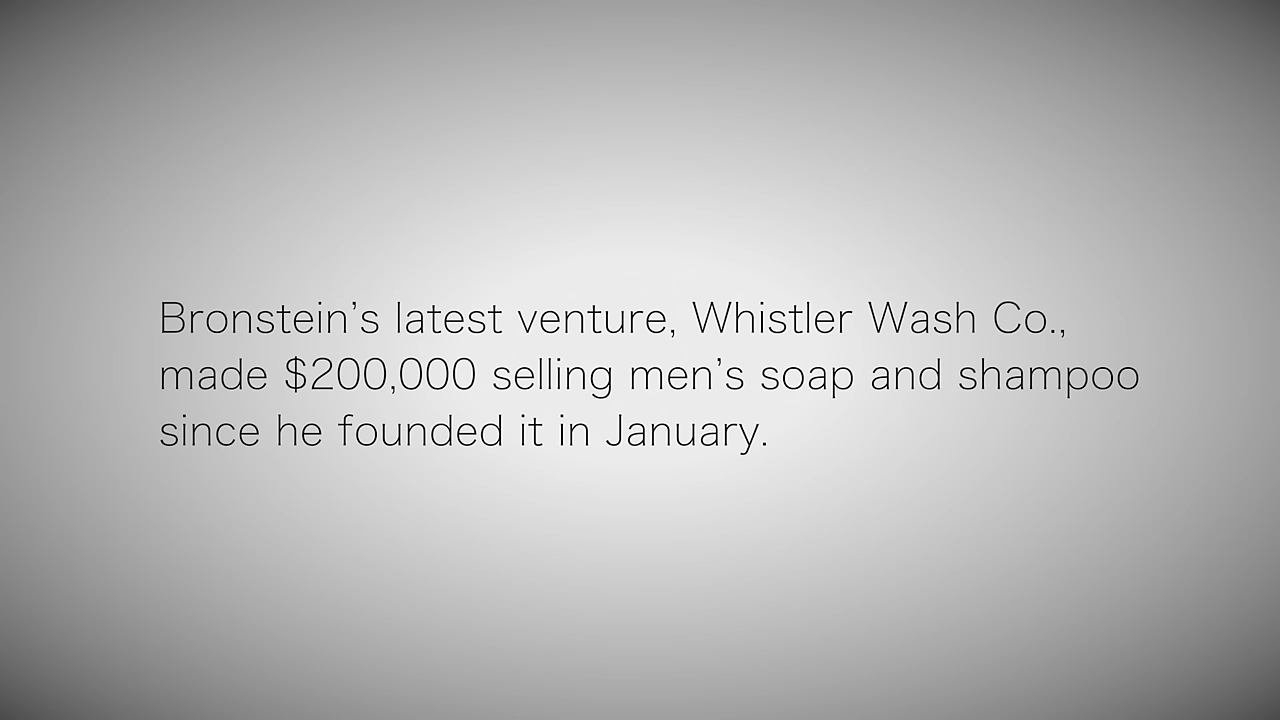 Bronstein’s latest venture, Whistler Wash Co.,
made $200,000 selling men’s soap and shampoo
since he founded it in January.